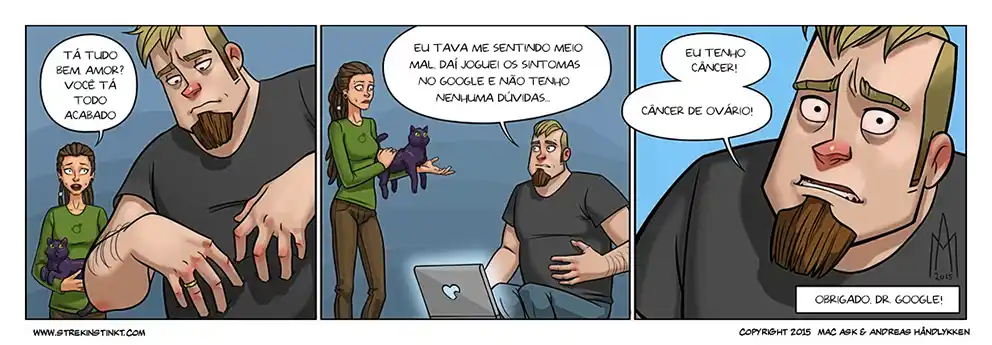 TÁ TUDO
BEM, AMOR?
VOCÊ TÁ
TODO
ACABADO
EU TAVA ME SENTINDO MEIO
MAL. DAÍ JOGUEI OS SINTOMAS
NO GOOGLE E NÃO TENHO
NENHUMA DÚVIDAS...
EU TENHO
CÂNCER!
CÂNCER DE OVÁRIO!
2015
OBRIGADO, DR. GOOGLE!
WWW.STREKINSTINKT.COM
COPYRIGHT 2015 MAC ASK & ANDREAS HÅNDLYKKEN